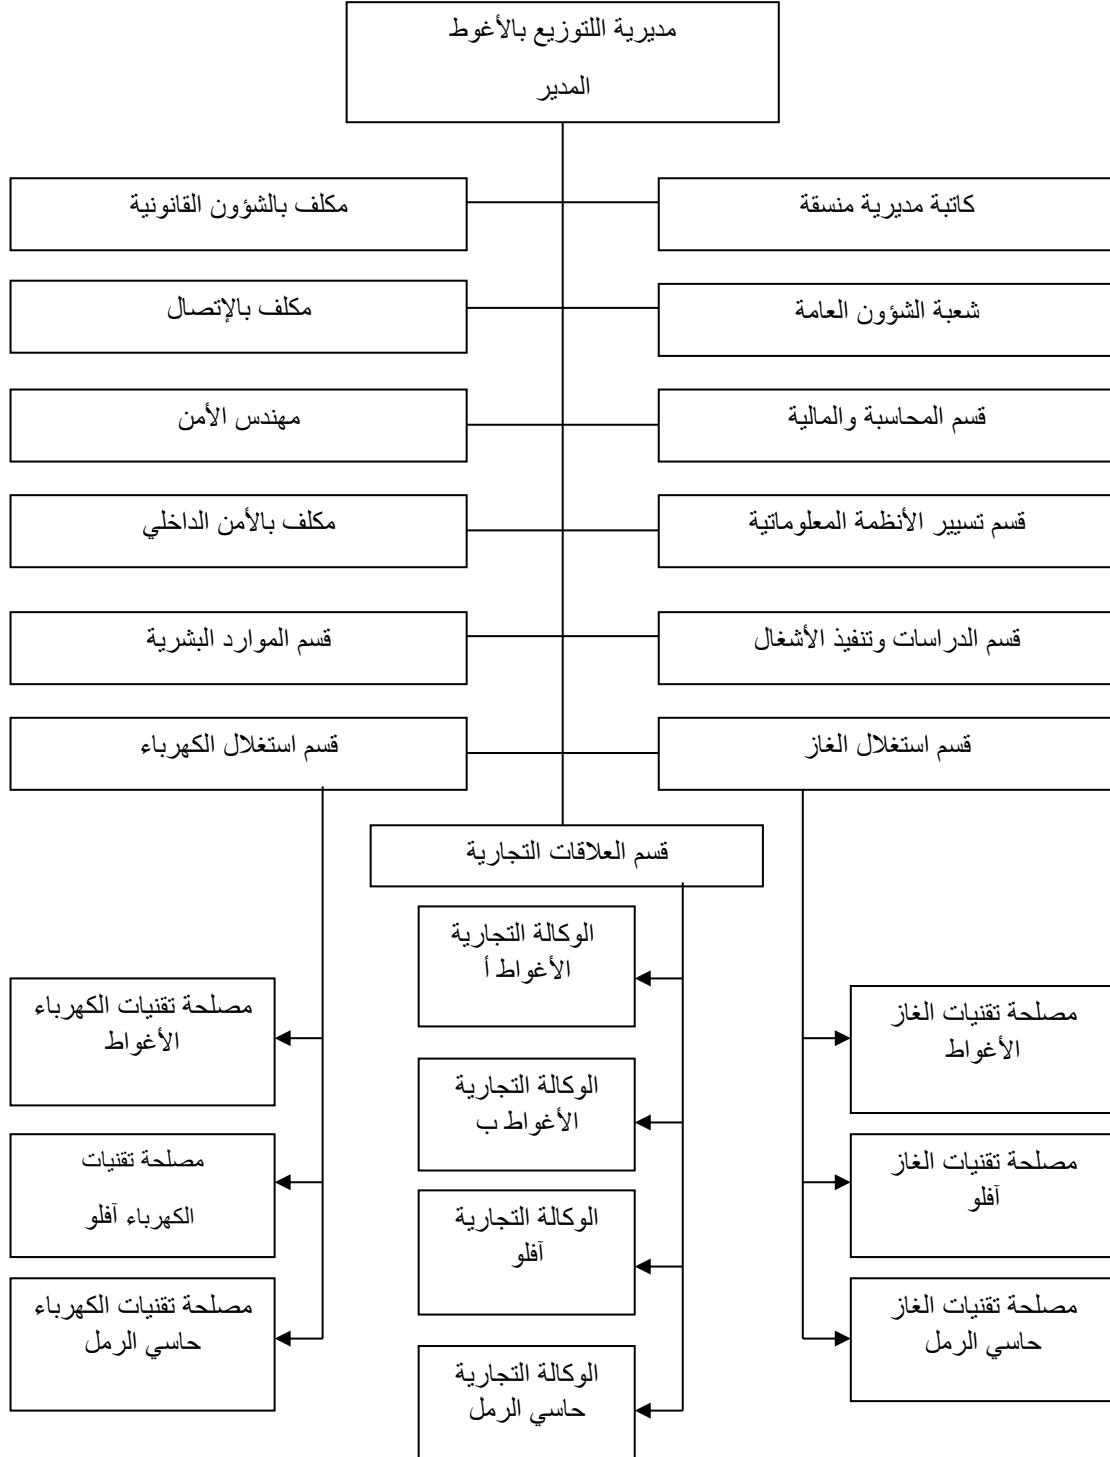 مديرية اللتوزيع بالأغوط
المدير
كاتبة مديرية منسقة
مكلف بالشؤون القانونية
شعبة الشؤون العامة
مكلف بالإتصال
قسم المحاسبة والمالية
مهندس الأمن
قسم تسيير الأنظمة المعلوماتية
مكلف بالأمن الداخلي
قسم الدراسات وتنفيذ الأشغال
قسم الموارد البشرية
قسم استغلال الغاز
قسم استغلال الكهرباء
قسم العلاقات التجارية
مصلحة تقنيات الغاز
الأغواط
مصلحة تقنيات الغاز
آفلو
مصلحة تقنيات الغاز
حاسي الرمل
الوكالة التجارية
الأغواط أ
الوكالة التجارية
الأغواط ب
الوكالة التجارية
آفلو
الوكالة التجارية
حاسي الرمل
مصلحة تقنيات الكهرباء
الأغواط
مصلحة تقنيات
الكهرباء آفلو
مصلحة تقنيات الكهرباء
حاسي الرمل